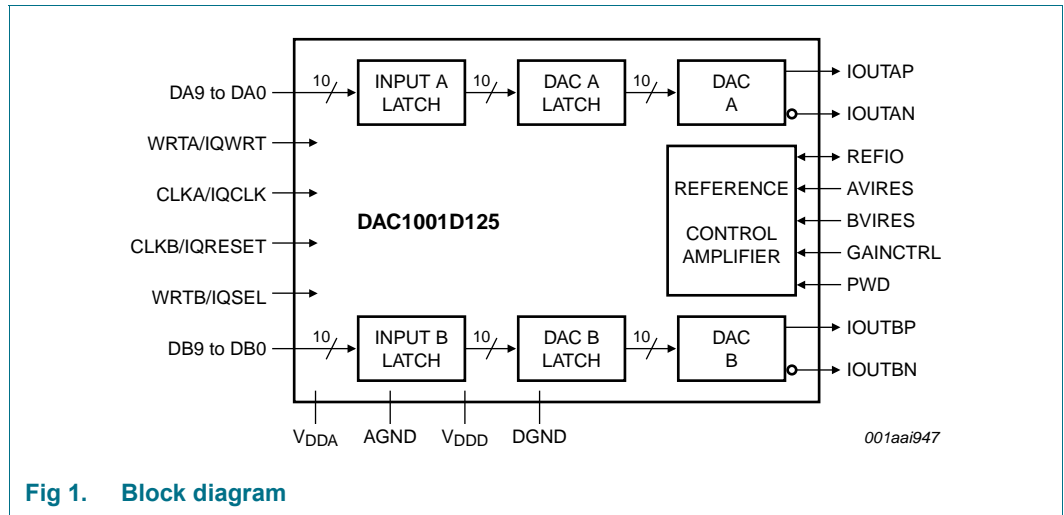 DA9 to DA0
10
INPUT A
LATCH
10
DAC A
LATCH
10
DAC
A
IOUTAP
IOUTAN
WRTA/IQWRT
CLKA/IQCLK
CLKB/IQRESET
WRTB/IQSEL
DAC1001D125
REFERENCE
CONTROL
AMPLIFIER
REFIO
AVIRES
BVIRES
GAINCTRL
PWD
DB9 to DB0
10
INPUT B
LATCH
10
DAC B
LATCH
10
DAC
B
IOUTBP
IOUTBN
VDDA
AGND
VDDD
DGND
001aai947
Fig 1. Block diagram